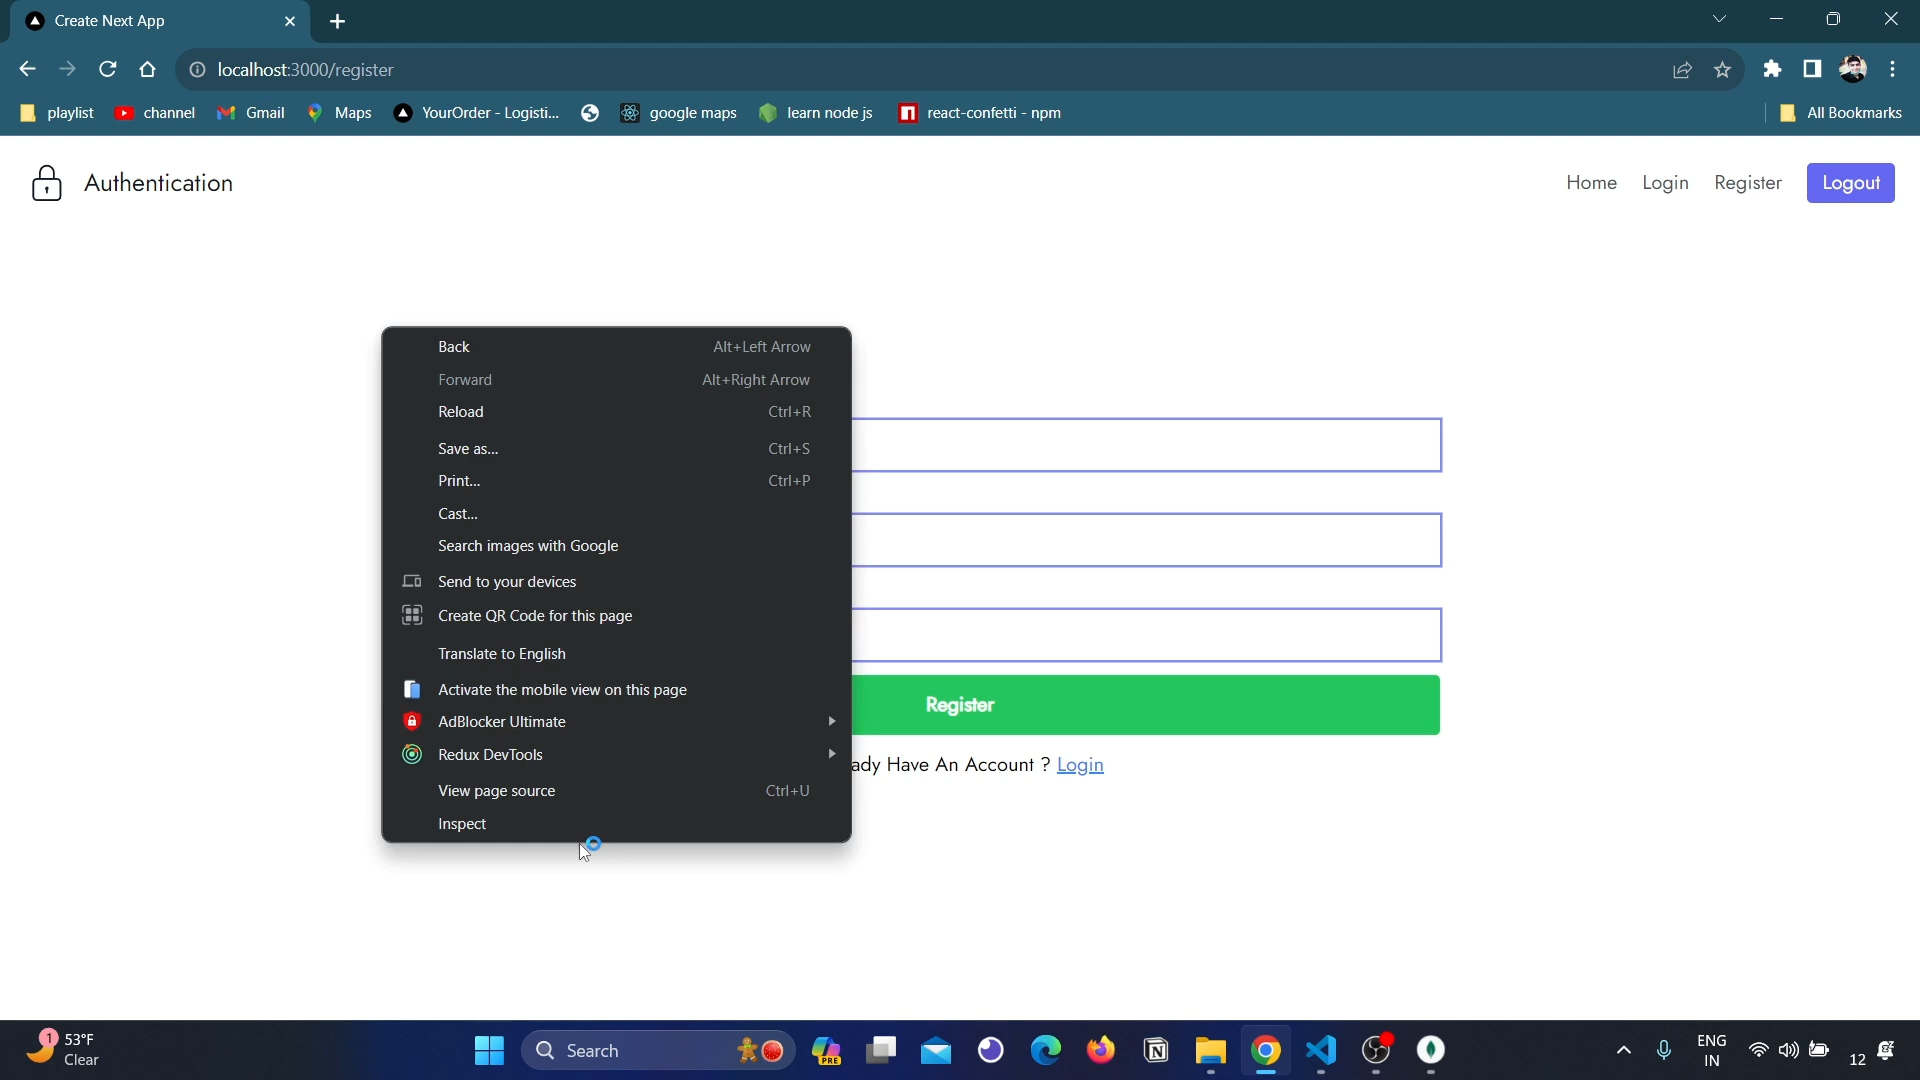 Create Next App
localhost:3000/register
playlist channel Gmail Maps YourOrder - Logisti... google maps learn node js react-confetti - npm All Bookmarks
Authentication Home Login Register Logout
Back Alt+Left Arrow
Forward Alt+Right Arrow
Reload Ctrl+R
Save as... Ctrl+S
Print... Ctrl+P
Cast...
Search images with Google
Send to your devices
Create QR Code for this page
Translate to English
Activate the mobile view on this page
AdBlocker Ultimate
Redux DevTools
View page source Ctrl+U
Inspect
Register
ady Have An Account ? Login
1 53°F
Clear
Search
PRE
ENG
IN
12